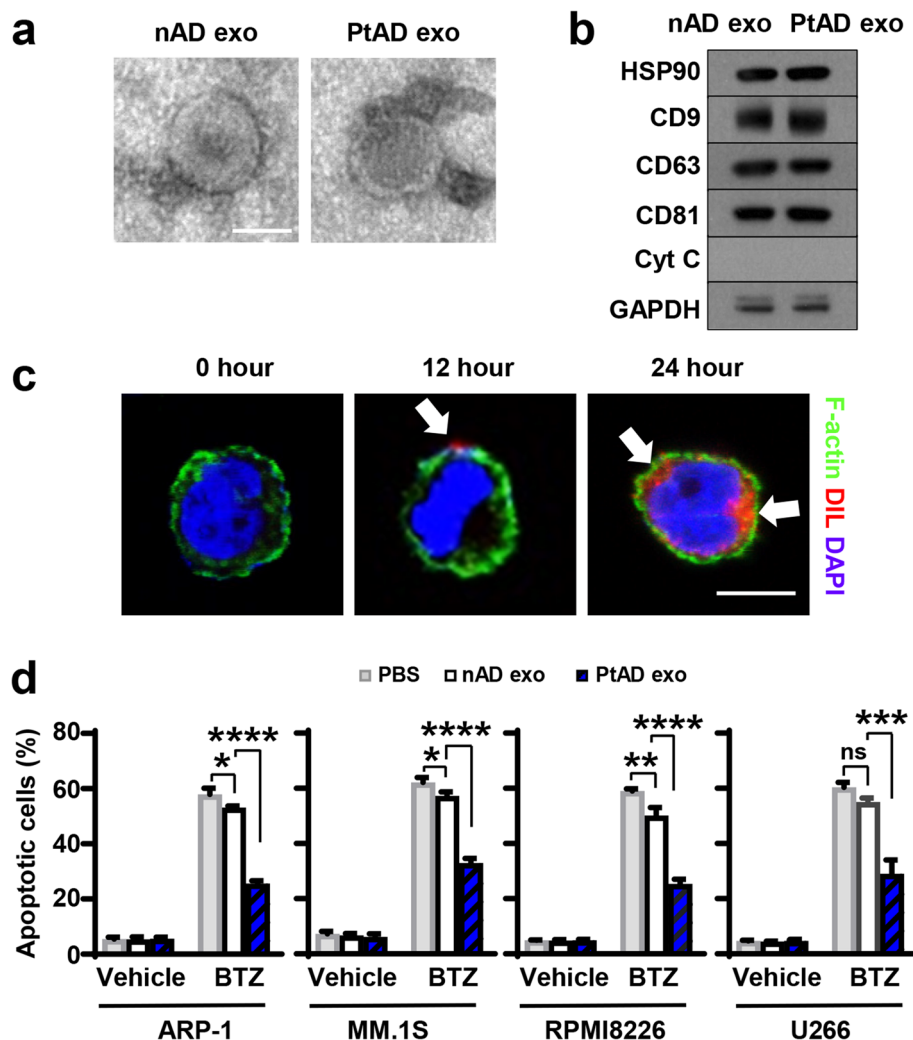 a
nAD exo PtAD exo
b
nAD exo PtAD exo
HSP90
CD9
CD63
CD81
Cyt C
GAPDH
c
0 hour 12 hour 24 hour
F-actin DIL DAPI
d
PBS nAD exo PtAD exo
Apoptotic cells (%)
80
60
40
20
0
* ****
* ****
** ****
ns ***
Vehicle BTZ Vehicle BTZ Vehicle BTZ Vehicle BTZ
ARP-1 MM.1S RPMI8226 U266